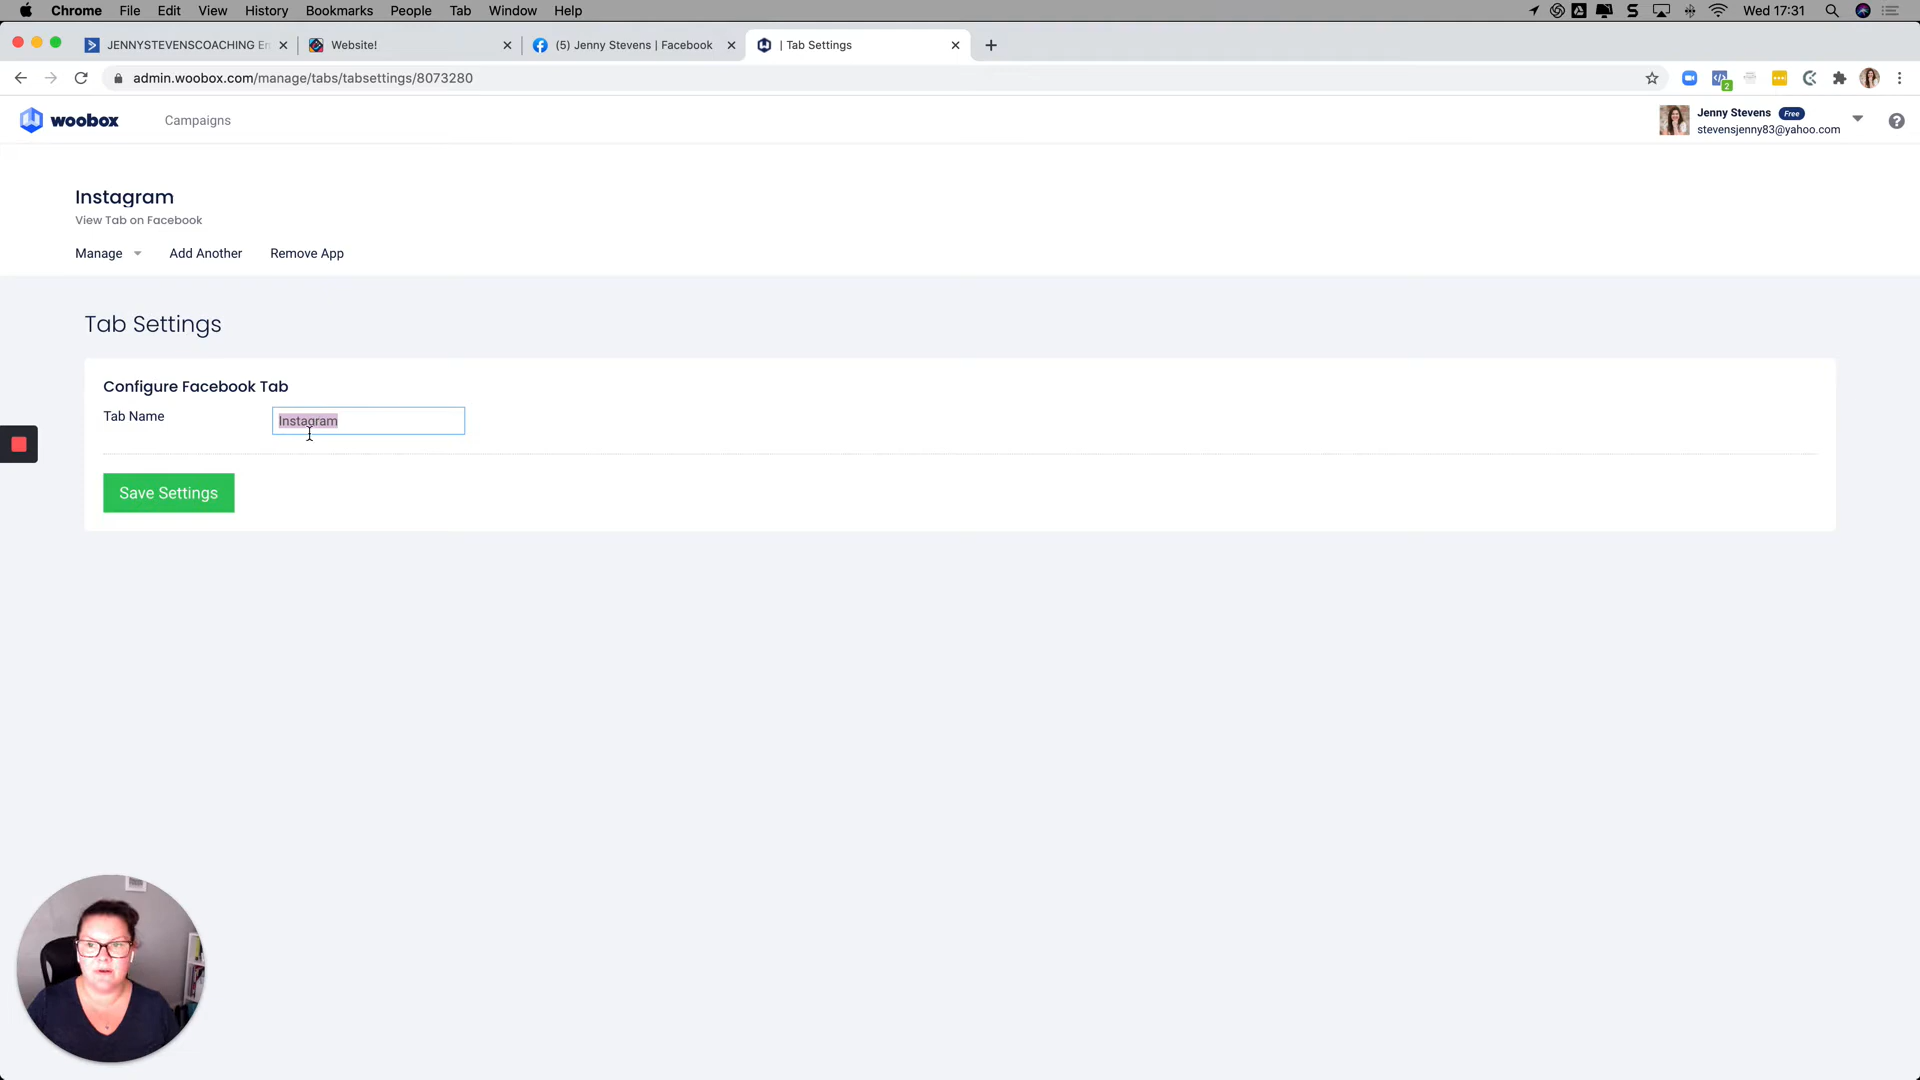 Chrome File Edit View History Bookmarks People Tab Window Help Wed 17:31
JENNYSTEVENSCOACHING En Website! (5) Jenny Stevens | Facebook | Tab Settings
admin.woobox.com/manage/tabs/tabsettings/8073280
2
woobox Campaigns
Jenny Stevens Free
stevensjenny83@yahoo.com
Instagram
View Tab on Facebook
Manage Add Another Remove App
Tab Settings
Configure Facebook Tab
Tab Name Instagram
Save Settings